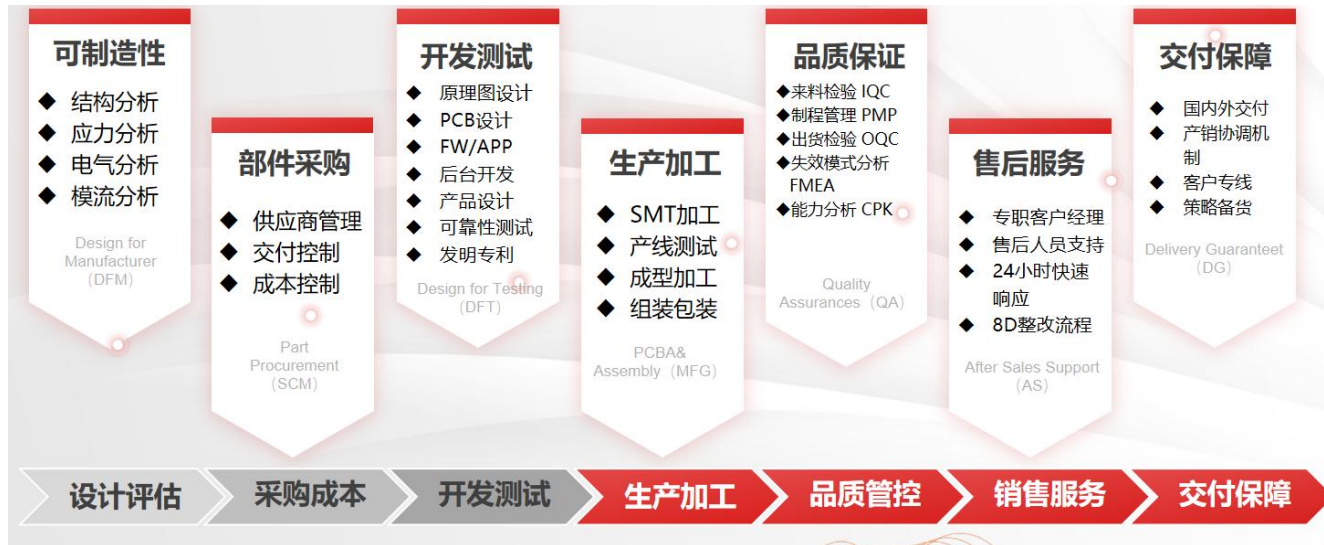 可制造性
◆ 结构分析
◆ 应力分析
◆ 电气分析
◆ 模流分析
Design for
Manufacturer
（DFM）
部件采购
◆ 供应商管理
◆ 交付控制
◆ 成本控制
Part
Procurement
（SCM）
开发测试
◆ 原理图设计
◆ PCB设计
◆ FW/APP
◆ 后台开发
◆ 产品设计
◆ 可靠性测试
◆ 发明专利
Design for Testing
（DFT）
生产加工
◆ SMT加工
◆ 产线测试
◆ 成型加工
◆ 组装包装
PCBA&
Assembly（MFG）
品质保证
◆来料检验 IQC
◆制程管理 PMP
◆出货检验 OQC
◆失效模式分析
FMEA
◆能力分析 CPK
Quality
Assurances（QA）
售后服务
◆ 专职客户经理
◆ 售后人员支持
◆ 24小时快速
响应
◆ 8D整改流程
After Sales Support
（AS）
交付保障
◆ 国内外交付
◆ 产销协调机
制
◆ 客户专线
◆ 策略备货
Delivery Guaranteet
（DG）
设计评估
采购成本
开发测试
生产加工
品质管控
销售服务
交付保障